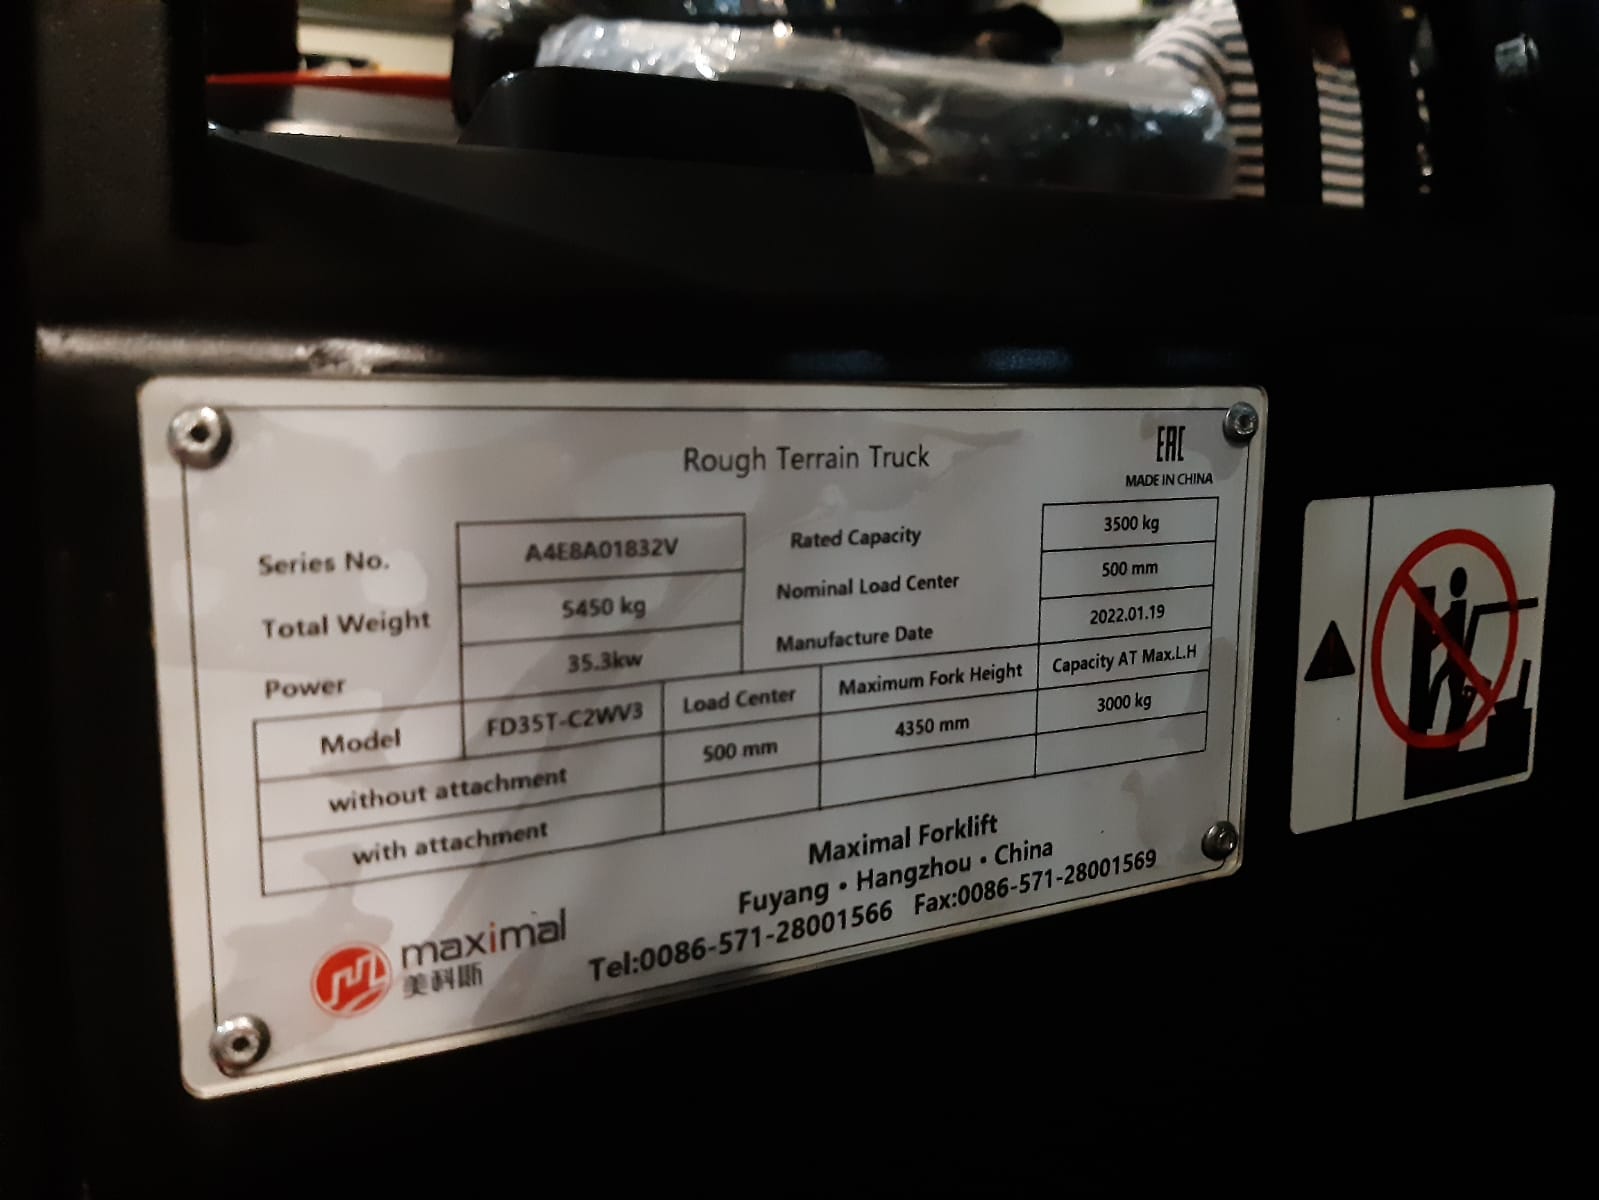 Rough Terrain Truck
EAC
MADE IN CHINA
Series No. A4E8A01832V Rated Capacity 3500 kg
Total Weight 5450 kg Nominal Load Center 500 mm
Power 35.3kw Manufacture Date 2022.01.19
Model FD35T-C2WV3 Load Center Maximum Fork Height Capacity AT Max.L.H
without attachment 500 mm 4350 mm 3000 kg
with attachment
maximal
美科斯
Maximal Forklift
Fuyang • Hangzhou • China
Tel:0086-571-28001566 Fax:0086-571-28001569